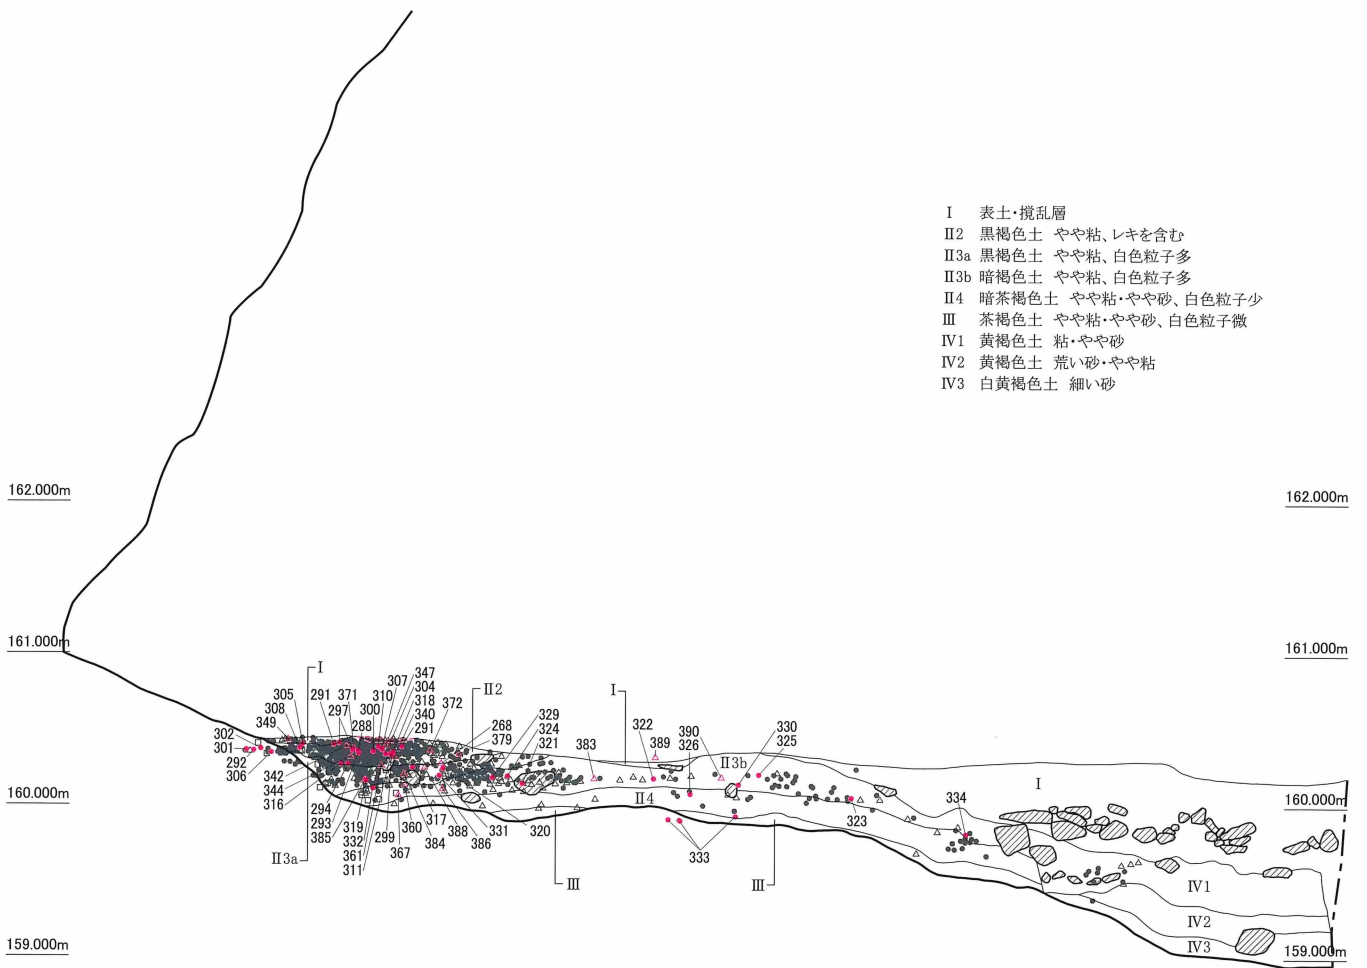 I 表土・撹乱層
II2 黒褐色土 やや粘、レキを含む
II3a 黒褐色土 やや粘、白色粒子多
II3b 暗褐色土 やや粘、白色粒子多
II4 暗茶褐色土 やや粘・やや砂、白色粒子少
III 茶褐色土 やや粘・やや砂、白色粒子微
IV1 黄褐色土 粘・やや砂
IV2 黄褐色土 荒い砂・やや粘
IV3 白黄褐色土 細い砂
162.000m
162.000m
161.000m
161.000m
I
347
307
304
305
291
371
310
318
372
II2
I
308
297
300
340
349
288
291
268
329
322
390
330
302
379
324
326
325
301
321
383
389
II3b
292
306
I
342
344
160.000m
316
II4
160.000m
334
294
317
320
323
293
319
360
388
331
385
332
299
384
386
333
361
367
II3a
311
III
III
IV1
IV2
159.000m
IV3
159.000m